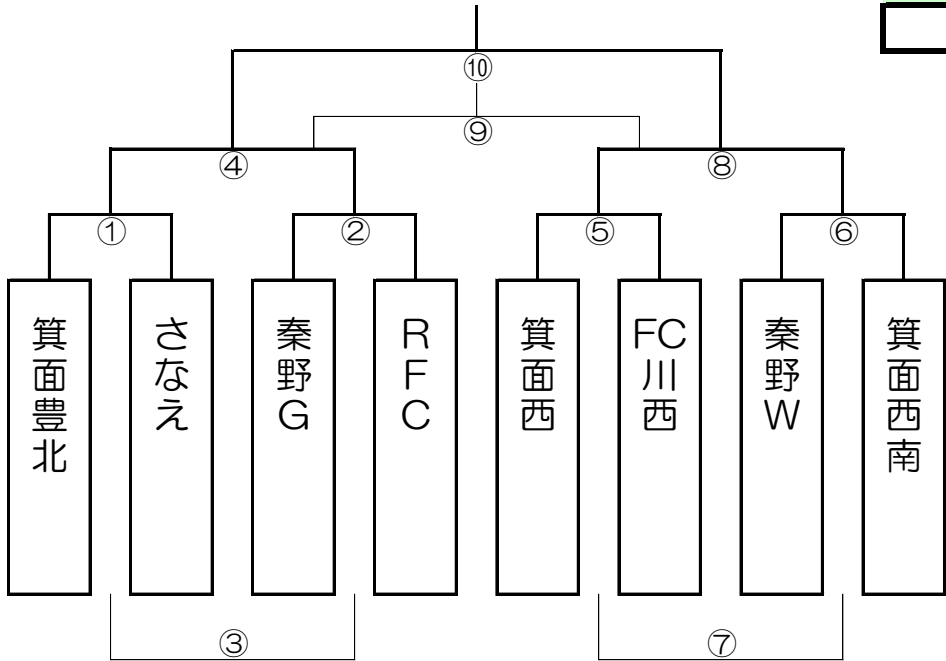 ⑩
⑨
④ ⑧
① ② ⑤ ⑥
箕面豊北
さなえ
秦野G
RFC
箕面西
FC川西
秦野W
箕面西南
③ ⑦